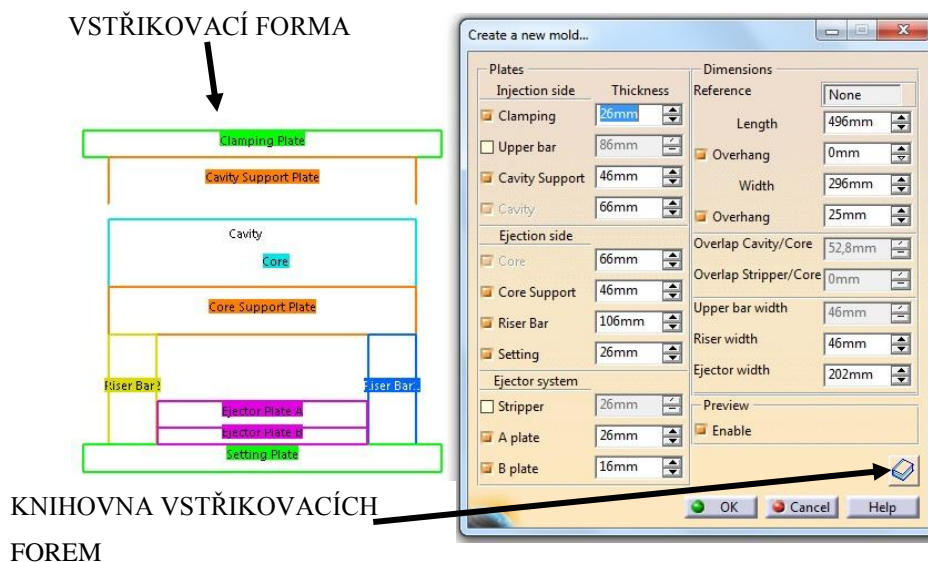 VSTŘIKOVACÍ FORMA
Clamping Plate
Cavity Support Plate
Cavity
Core
Core Support Plate
Riser Bar2
Riser Bar
Ejector Plate A
Ejector Plate B
Setting Plate
KNIHOVNA VSTŘIKOVACÍCH
FOREM
Create a new mold...
Plates
Injection side Thickness
Clamping 26mm
Upper bar 86mm
Cavity Support 46mm
Cavity 66mm
Ejection side
Core 66mm
Core Support 46mm
Riser Bar 106mm
Setting 26mm
Ejector system
Stripper 26mm
A plate 26mm
B plate 16mm
Dimensions
Reference None
Length 496mm
Overhang 0mm
Width 296mm
Overhang 25mm
Overlap Cavity/Core 52,8mm
Overlap Stripper/Core 0mm
Upper bar width 46mm
Riser width 46mm
Ejector width 202mm
Preview
Enable
OK Cancel Help